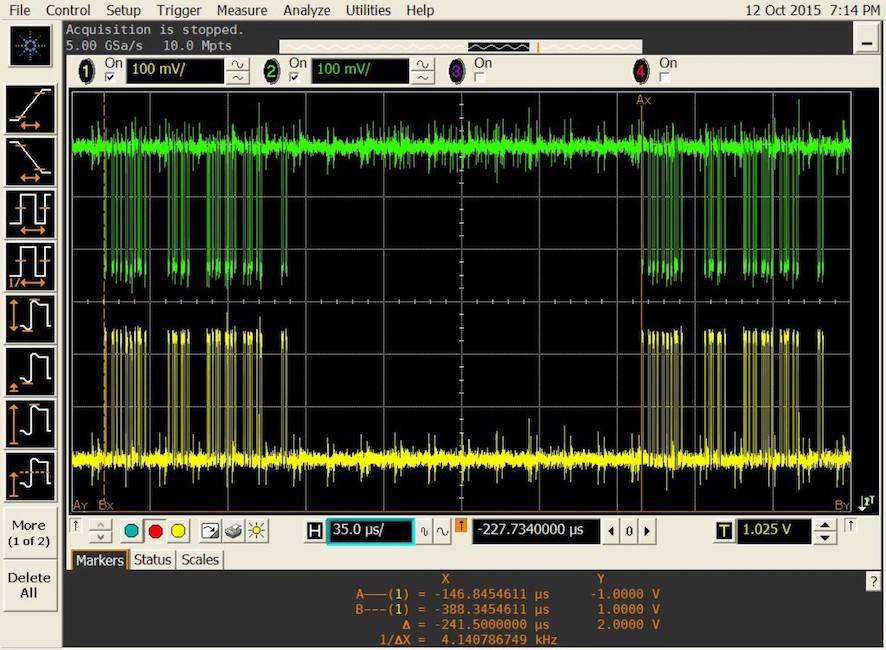 File Control Setup Trigger Measure Analyze Utilities Help 12 Oct 2015 7:14 PM
Acquisition is stopped.
5.00 GSa/s 10.0 Mpts
1 On 100 mV/ 2 On 100 mV/ 3 On 4 On
Ax
Ay Bx By
T
More
(1 of 2)
Delete
All
H 35.0 µs/ -227.7340000 µs 0 T 1.025 V
Markers Status Scales
?
X Y
A───(1) = -146.8454611 µs -1.0000 V
B---(1) = -388.3454611 µs 1.0000 V
Δ = -241.5000000 µs 2.0000 V
1/ΔX = 4.140786749 kHz